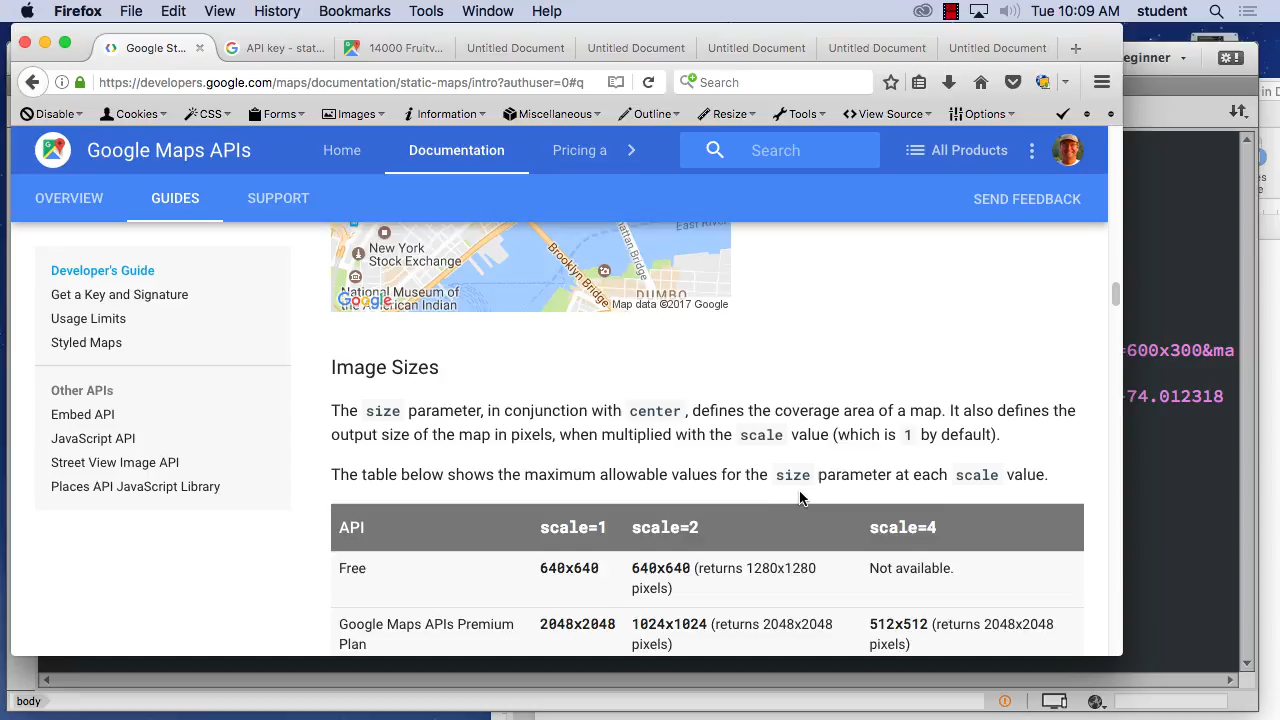 Firefox File Edit View History Bookmarks Tools Window Help Tue 10:09 AM student
Google St... API key - stat... 14000 Fruitv... Untitled Document Untitled Document Untitled Document Untitled Document Untitled Document
https://developers.google.com/maps/documentation/static-maps/intro?authuser=0#q Search
eginner
Disable Cookies CSS Forms Images Information Miscellaneous Outline Resize Tools View Source Options
Google Maps APIs Home Documentation Pricing a Search All Products
OVERVIEW GUIDES SUPPORT SEND FEEDBACK
New York
Stock Exchange
National Museum of
the American Indian
Google
Brooklyn Bridge
East River
DUMBO
Map data ©2017 Google
Developer's Guide
Get a Key and Signature
Usage Limits
Styled Maps
Other APIs
Embed API
JavaScript API
Street View Image API
Places API JavaScript Library
Image Sizes
The size parameter, in conjunction with center, defines the coverage area of a map. It also defines the
output size of the map in pixels, when multiplied with the scale value (which is 1 by default).
The table below shows the maximum allowable values for the size parameter at each scale value.
API scale=1 scale=2 scale=4
Free 640x640 640x640 (returns 1280x1280 pixels) Not available.
Google Maps APIs Premium Plan 2048x2048 1024x1024 (returns 2048x2048 pixels) 512x512 (returns 2048x2048 pixels)
=600x300&ma
-74.012318
body